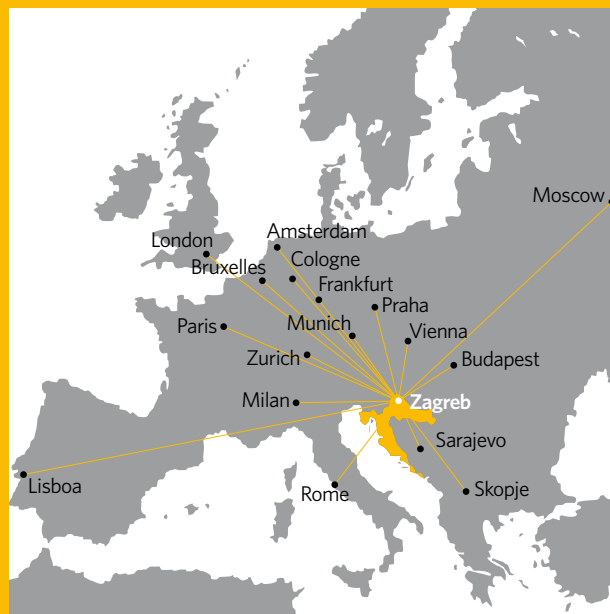 Moscow
Amsterdam
London
Cologne
Bruxelles
Frankfurt
Praha
Paris
Munich
Vienna
Zurich
Budapest
Milan
Zagreb
Sarajevo
Lisboa
Rome
Skopje